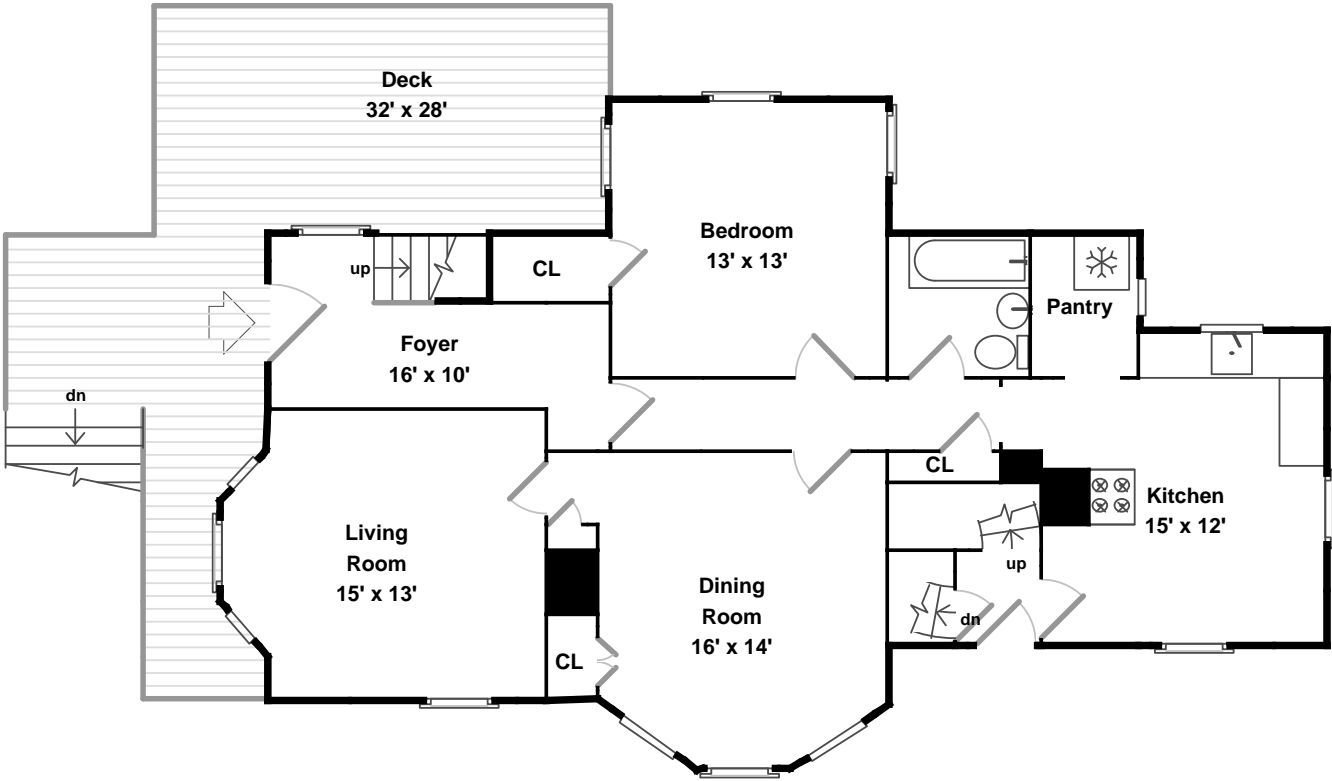 Deck
32' x 28'
Bedroom
13' x 13'
up
CL
Pantry
Foyer
16' x 10'
dn
CL
Kitchen
15' x 12'
Living
Room
15' x 13'
up
Dining
Room
16' x 14'
dn
CL